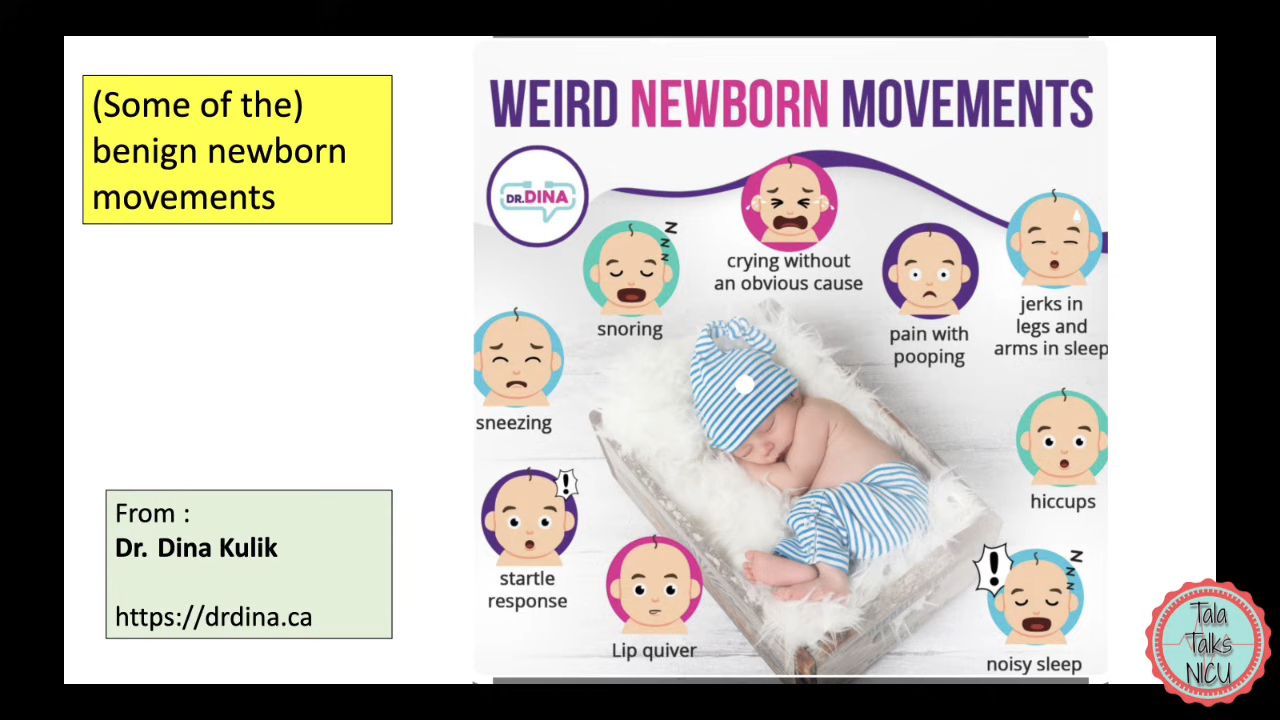 (Some of the)
benign newborn
movements
From :
Dr. Dina Kulik
https://drdina.ca
WEIRD NEWBORN MOVEMENTS
DR.DINA
crying without
an obvious cause
snoring
N
N
N
pain with
pooping
jerks in
legs and
arms in sleep
sneezing
hiccups
!
startle
response
Lip quiver
!
N
N
N
noisy sleep
Tala
Talks
NICU